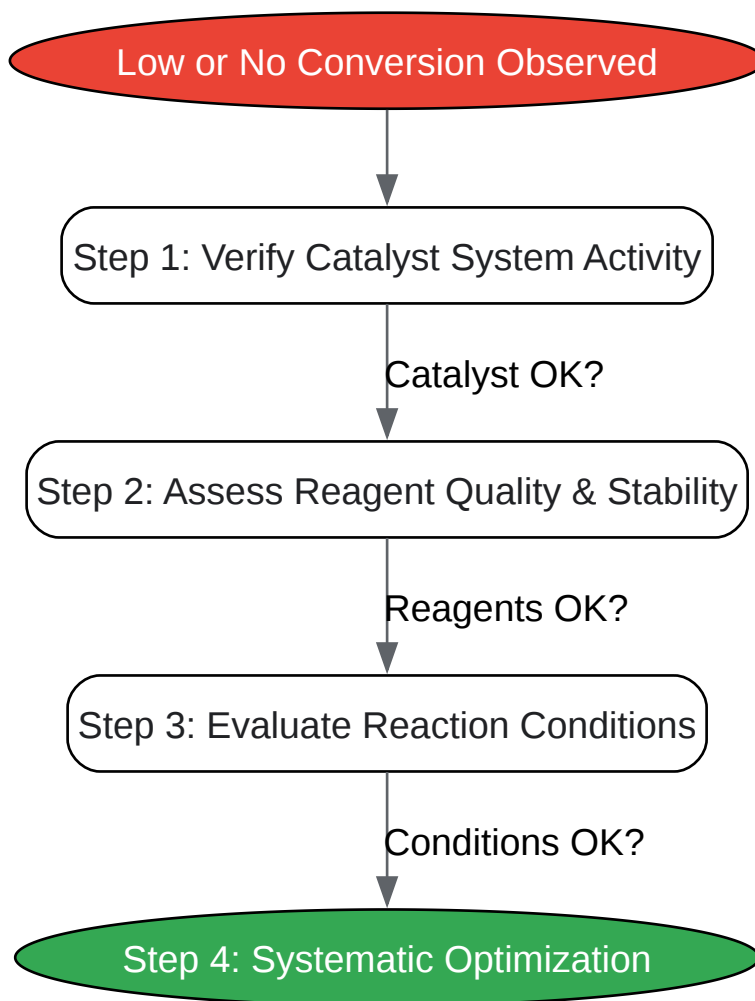 Low or No Conversion Observed
Step 1: Verify Catalyst System Activity
Catalyst OK?
Step 2: Assess Reagent Quality & Stability
Reagents OK?
Step 3: Evaluate Reaction Conditions
Conditions OK?
Step 4: Systematic Optimization